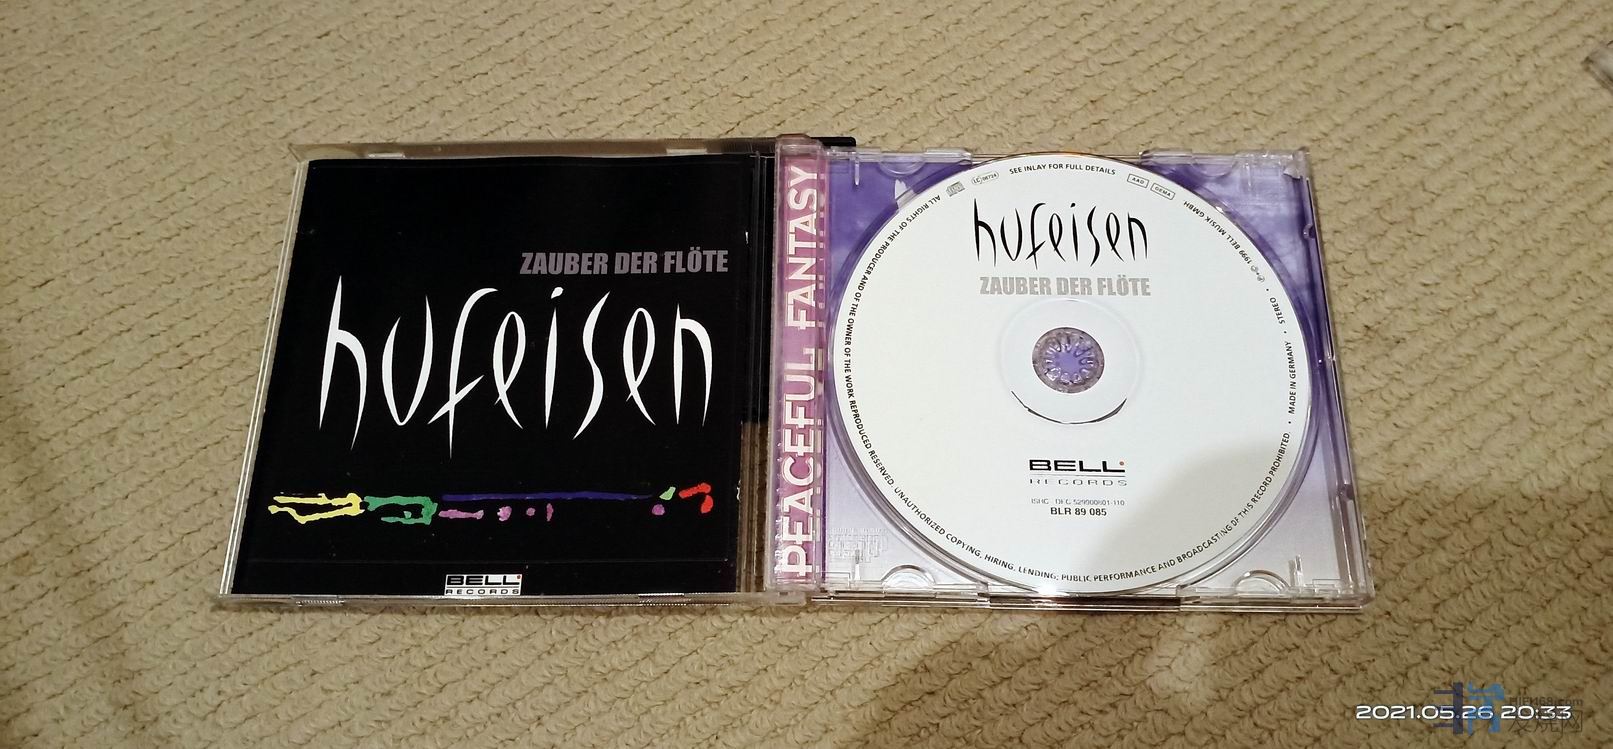 ZAUBER DER FLÖTE
hufeisen
BELL
RECORDS
PEACEFUL FANTASY
SEE INLAY FOR FULL DETAILS
AAD
GEMA
℗ © 1999 BELL MUSIK GMBH
• STEREO •
MADE IN GERMANY •
ALL RIGHTS OF THE PRODUCER AND OF THE OWNER OF THE WORK REPRODUCED RESERVED. UNAUTHORIZED COPYING, HIRING, LENDING, PUBLIC PERFORMANCE AND BROADCASTING OF THIS RECORD PROHIBITED.
hufeisen
ZAUBER DER FLÖTE
BELL
RECORDS
BLR 89 085
2021.05.26 20:33